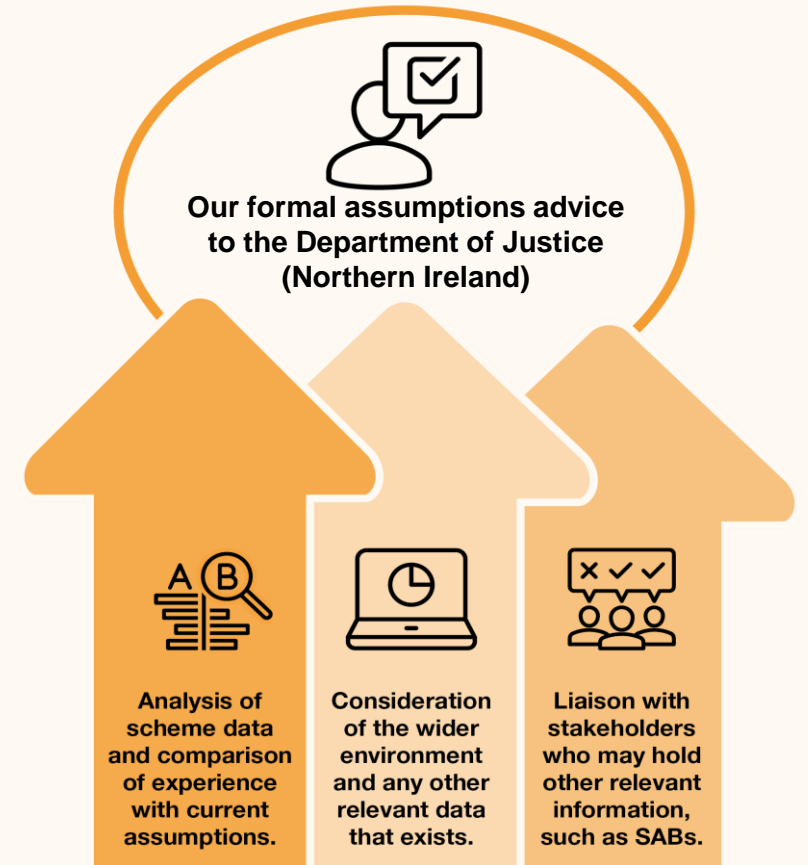 Our formal assumptions advice
to the Department of Justice
(Northern Ireland)
A B
Analysis of
scheme data
and comparison
of experience
with current
assumptions.
Consideration
of the wider
environment
and any other
relevant data
that exists.
Liaison with
stakeholders
who may hold
other relevant
information,
such as SABs.